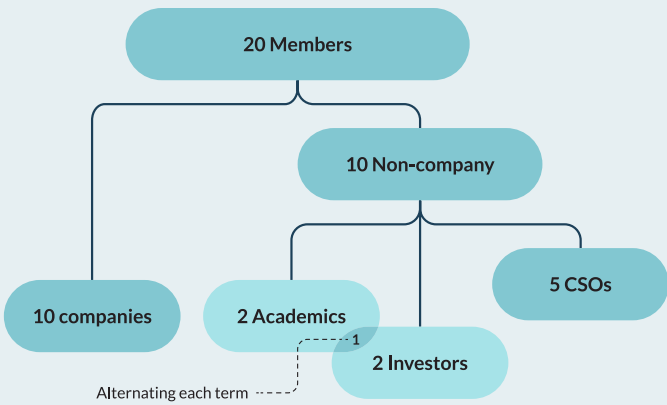 20 Members
10 Non-company
10 companies
2 Academics
5 CSOs
1
2 Investors
Alternating each term